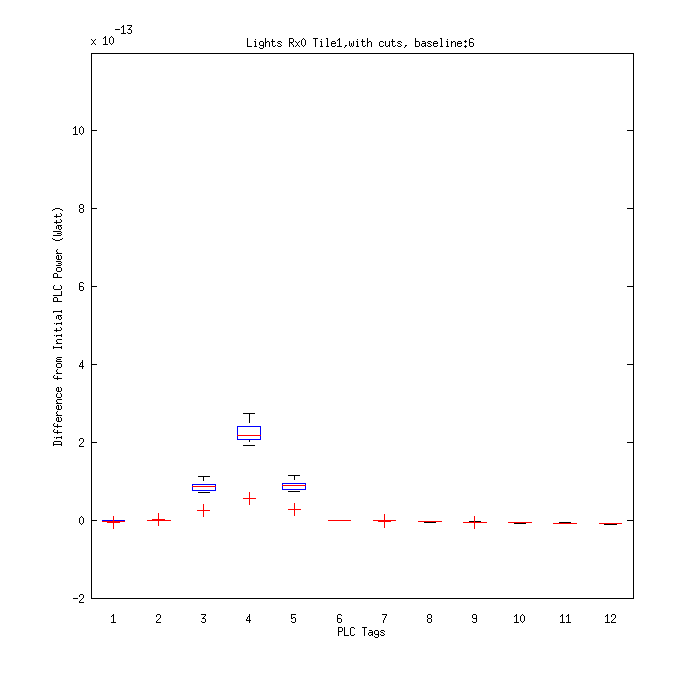 -13
x 10
Lights Rx0 Tile1,with cuts, baseline:6
10
8
6
4
2
0
-2
Difference from Initial PLC Power (Watt)
1 2 3 4 5 6 7 8 9 10 11 12
PLC Tags